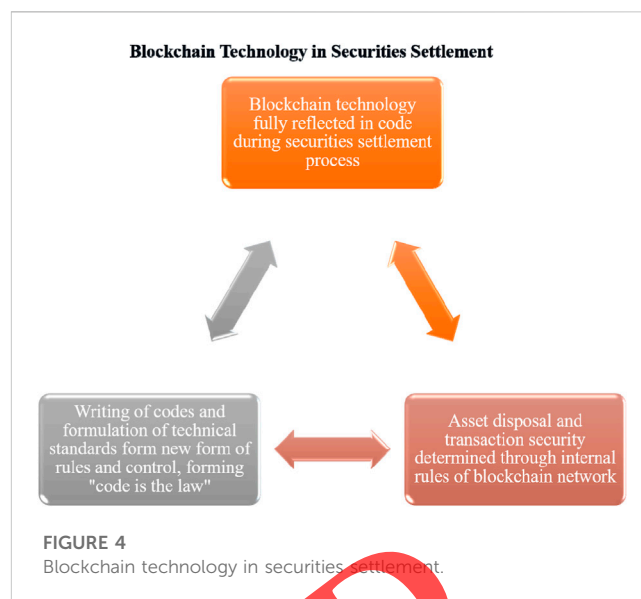 Blockchain Technology in Securities Settlement
Blockchain technology
fully reflected in code
during securities settlement
process
Writing of codes and
formulation of technical
standards form new form of
rules and control, forming
"code is the law"
Asset disposal and
transaction security
determined through internal
rules of blockchain network
FIGURE 4
Blockchain technology in securities settlement.